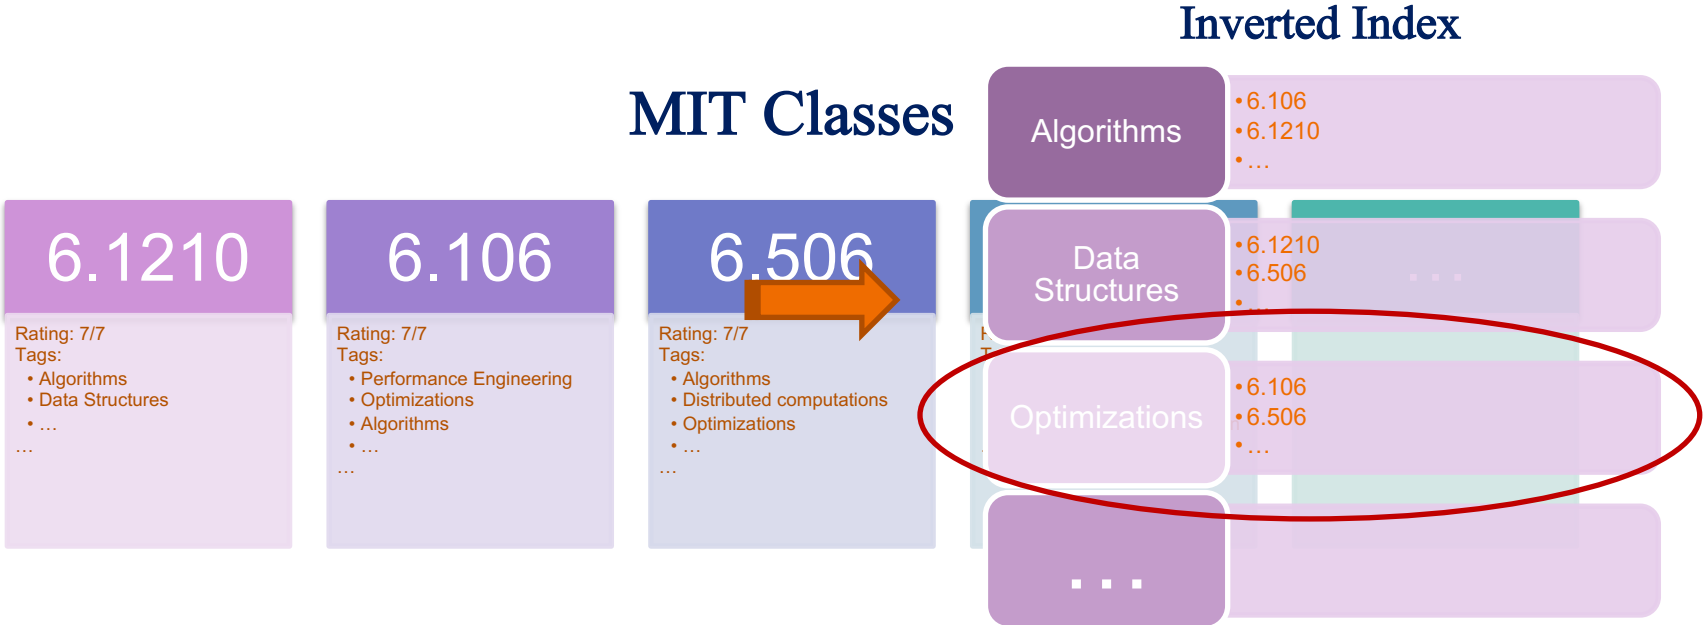 Inverted Index
MIT Classes
6.1210
Rating: 7/7
Tags:
• Algorithms
• Data Structures
• …
…
6.106
Rating: 7/7
Tags:
• Performance Engineering
• Optimizations
• Algorithms
• …
…
6.506
Rating: 7/7
Tags:
• Algorithms
• Distributed computations
• Optimizations
• …
…
...
Algorithms
• 6.106
• 6.1210
• …
Data
Structures
• 6.1210
• 6.506
• …
Optimizations
• 6.106
• 6.506
• …
...